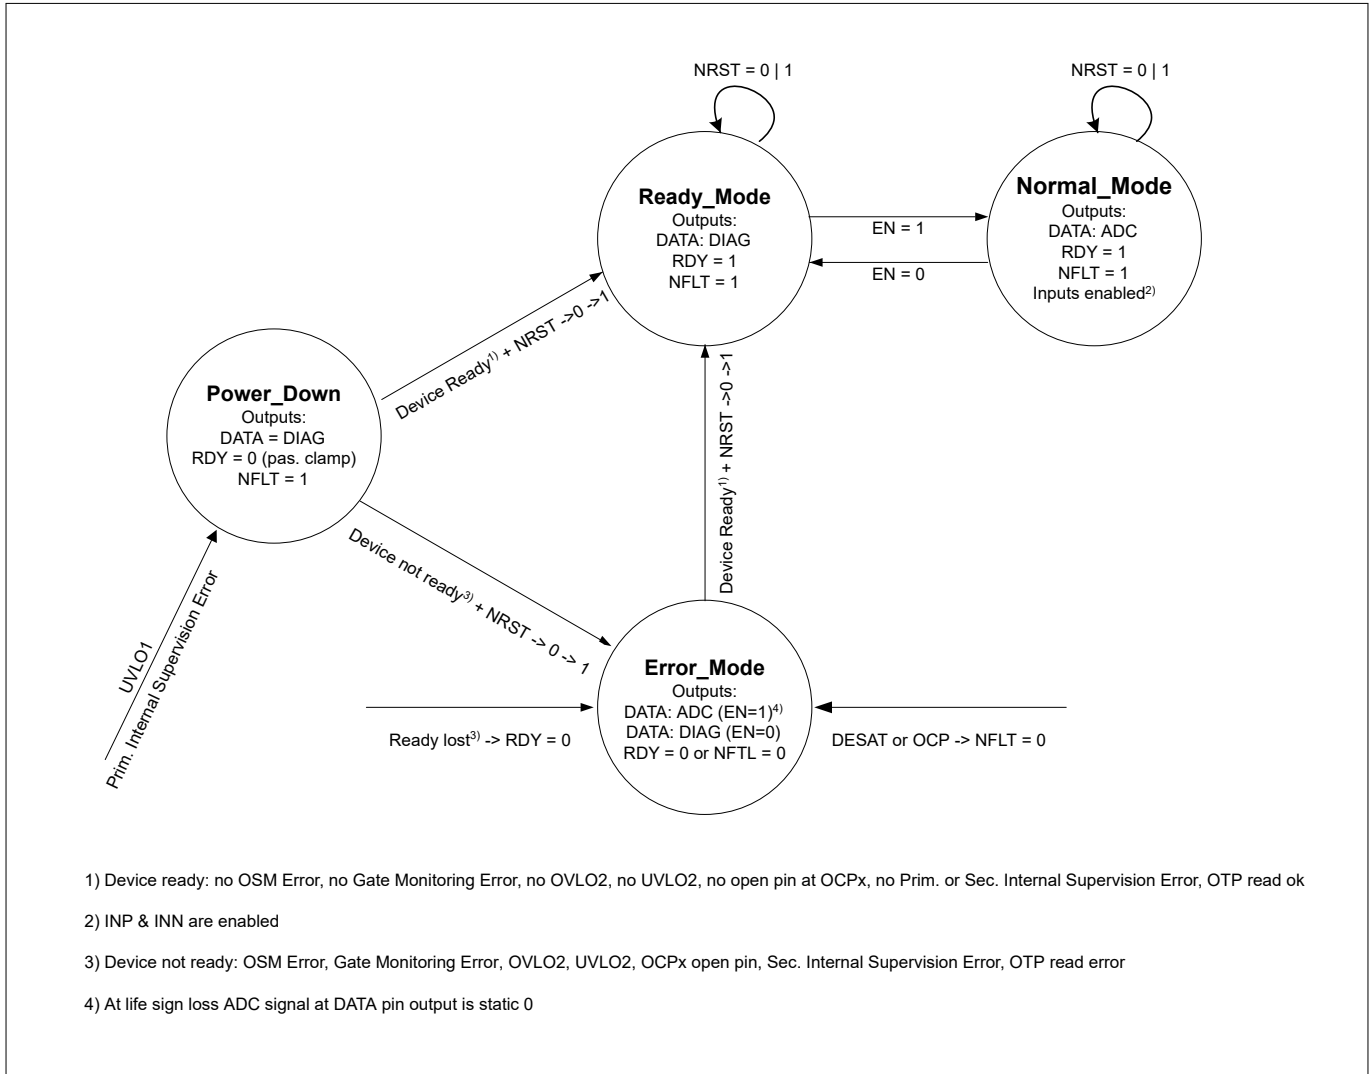 NRST = 0 | 1
NRST = 0 | 1
Ready_Mode
Outputs:
DATA: DIAG
RDY = 1
NFLT = 1
EN = 1
EN = 0
Normal_Mode
Outputs:
DATA: ADC
RDY = 1
NFLT = 1
Inputs enabled2)
Device Ready1) + NRST ->0 ->1
Power_Down
Outputs:
DATA = DIAG
RDY = 0 (pas. clamp)
NFLT = 1
Device Ready1) + NRST ->0 ->1
Device not ready3) + NRST -> 0 -> 1
UVLO1
Prim. Internal Supervision Error
Error_Mode
Outputs:
DATA: ADC (EN=1)4)
DATA: DIAG (EN=0)
RDY = 0 or NFTL = 0
Ready lost3) -> RDY = 0
DESAT or OCP -> NFLT = 0
1) Device ready: no OSM Error, no Gate Monitoring Error, no OVLO2, no UVLO2, no open pin at OCPx, no Prim. or Sec. Internal Supervision Error, OTP read ok
2) INP & INN are enabled
3) Device not ready: OSM Error, Gate Monitoring Error, OVLO2, UVLO2, OCPx open pin, Sec. Internal Supervision Error, OTP read error
4) At life sign loss ADC signal at DATA pin output is static 0